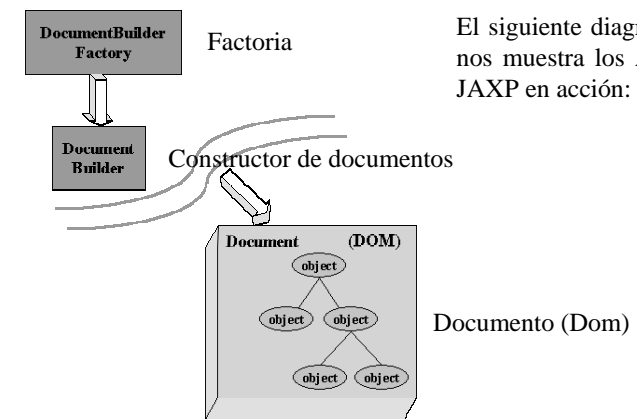 DocumentBuilder
Factory
Factoria
El siguiente
nos muestra los
JAXP en acción:
Document
Builder
Constructor de documentos
Document (DOM)
object
object object
object object
Documento (Dom)